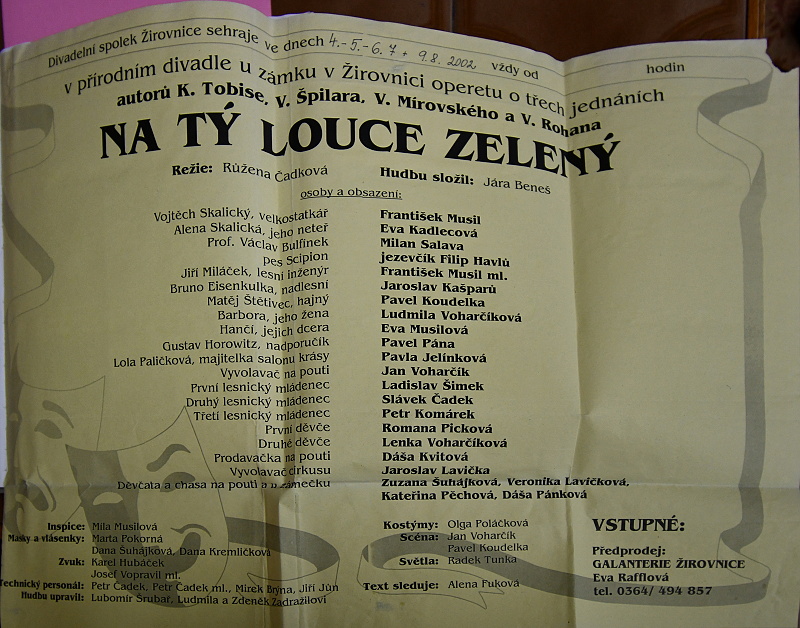 Divadelní spolek Žirovnice sehraje ve dnech 4.-5.-6.7 + 9.8. 2002 vždy od hodin
v přírodním divadle u zámku v Žirovnici operetu o třech jednáních
autorů K. Tobise, V. Špilara, V. Mírovského a V. Rohana
NA TÝ LOUCE ZELENÝ
Režie: Růžena Čadková Hudbu složil: Jára Beneš
osoby a obsazení:
Vojtěch Skalický, velkostatkář František Musil
Alena Skalická, jeho neteř Eva Kadlecová
Prof. Václav Bulfínek Milan Salava
pes Scipion jezevčík Filip Havlů
Jiří Miláček, lesní inženýr František Musil ml.
Bruno Eisenkulka, nadlesní Jaroslav Kašparů
Matěj Štětivec, hajný Pavel Koudelka
Barbora, jeho žena Ludmila Voharčíková
Hančí, jejich dcera Eva Musilová
Gustav Horowitz, nadporučík Pavel Pána
Lola Paličková, majitelka salonu krásy Pavla Jelínková
Vyvolavač na pouti Jan Voharčík
První lesnický mládenec Ladislav Šimek
Druhý lesnický mládenec Slávek Čadek
Třetí lesnický mládenec Petr Komárek
První děvče Romana Picková
Druhé děvče Lenka Voharčíková
Prodavačka na pouti Dáša Kvitová
Vyvolavač cirkusu Jaroslav Lavička
Děvčata a chasa na pouti a v zámečku Zuzana Šuhájková, Veronika Lavičková,
Kateřina Pěchová, Dáša Pánková
Inspice: Míla Musilová
Masky a vlásenky: Marta Pokorná
Dana Šuhájková, Dana Kremličková
Zvuk: Karel Hubáček
Josef Vopravil ml.
Technický personál: Petr Čadek, Petr Čadek ml., Mirek Brýna, Jiří Jún
Hudbu upravil: Lubomír Šrubař, Ludmila a Zdeněk Zadražilovi
Kostýmy: Olga Poláčková
Scéna: Jan Voharčík
Pavel Koudelka
Světla: Radek Tunka
Text sleduje: Alena Fuková
VSTUPNÉ:
Předprodej:
GALANTERIE ŽIROVNICE
Eva Rafflová
tel. 0364/ 494 857